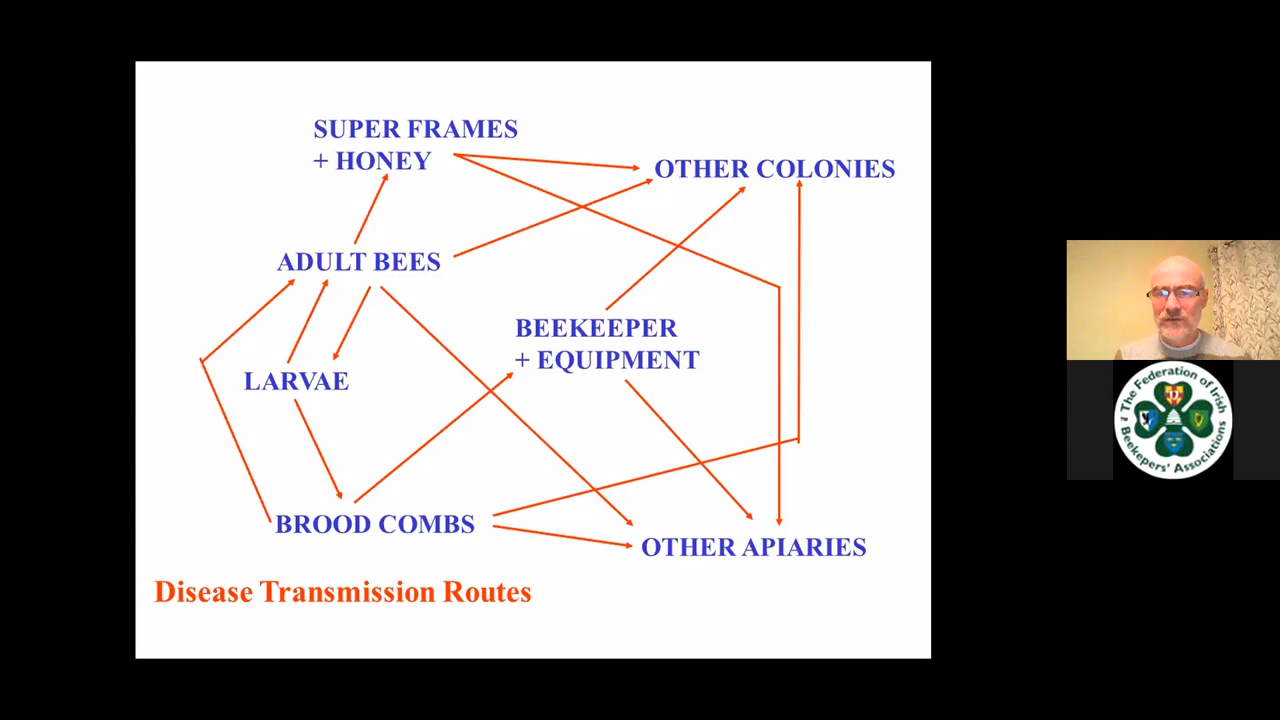 SUPER FRAMES
+ HONEY
OTHER COLONIES
ADULT BEES
BEEKEEPER
+ EQUIPMENT
LARVAE
BROOD COMBS
OTHER APIARIES
Disease Transmission Routes
The Federation of Irish
Beekeepers' Associations